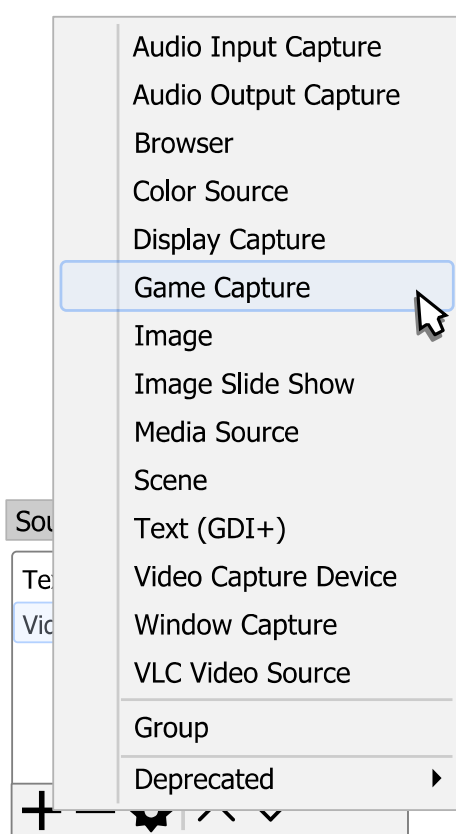 Audio Input Capture
Audio Output Capture
Browser
Color Source
Display Capture
Game Capture
Image
Image Slide Show
Media Source
Scene
Text (GDI+)
Video Capture Device
Window Capture
VLC Video Source
Group
Deprecated